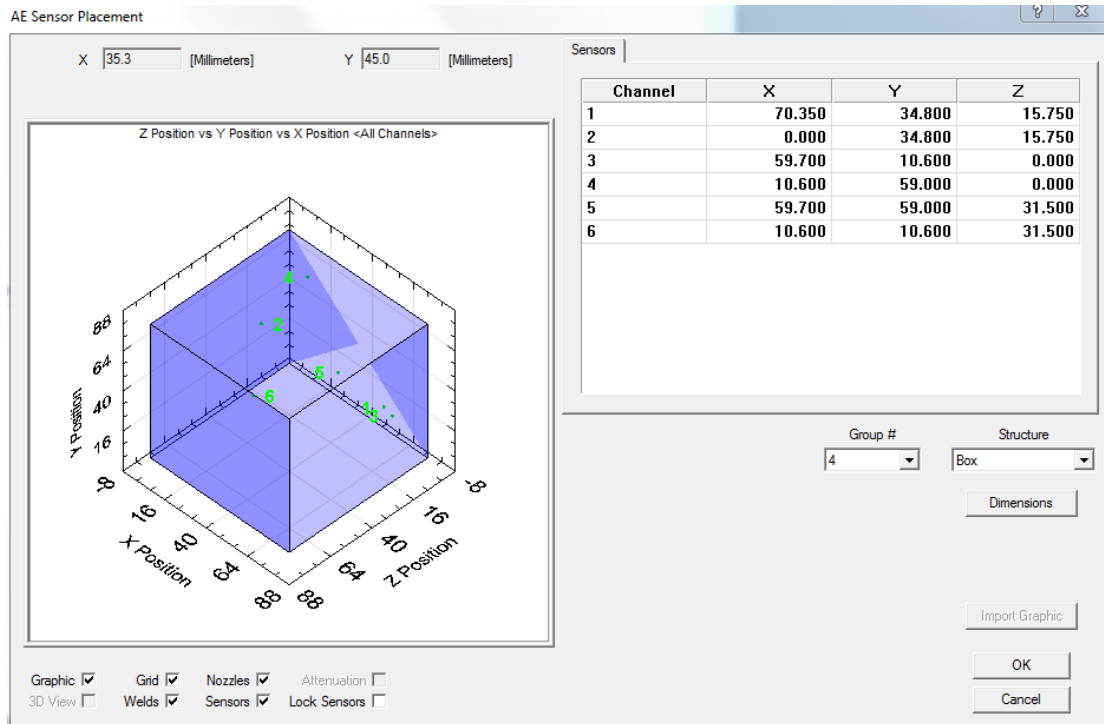 AE Sensor Placement
X 35.3 [Millimeters] Y 45.0 [Millimeters]
Sensors
Channel X Y Z
1 70.350 34.800 15.750
2 0.000 34.800 15.750
3 59.700 10.600 0.000
4 10.600 59.000 0.000
5 59.700 59.000 31.500
6 10.600 10.600 31.500
Z Position vs Y Position vs X Position <All Channels>
4
2
5
6
1
3
88
64
40
16
Y Position
-8
16
40
64
88
X Position
-8
16
40
64
88
Z Position
Group # Structure
4 Box
Dimensions
Import Graphic
OK
Cancel
Graphic Grid Nozzles Attenuation
3D View Welds Sensors Lock Sensors